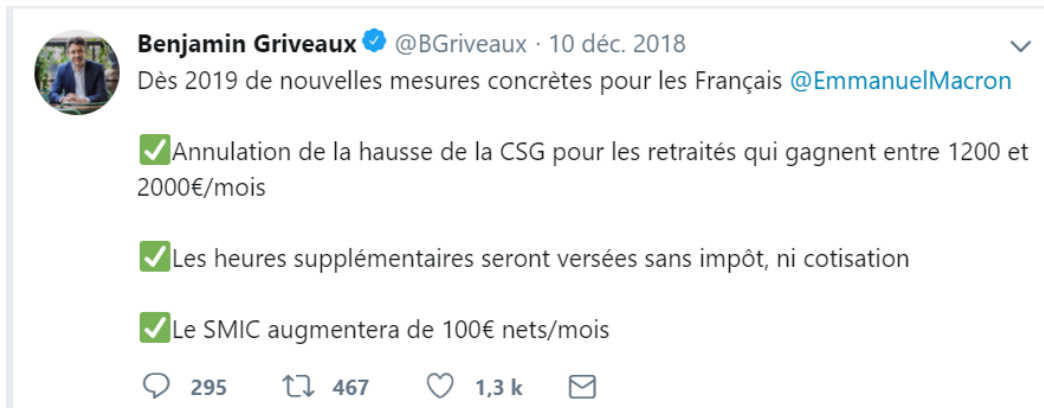 Benjamin Griveaux @BGriveaux · 10 déc. 2018
Dès 2019 de nouvelles mesures concrètes pour les Français @EmmanuelMacron
✅Annulation de la hausse de la CSG pour les retraités qui gagnent entre 1200 et
2000€/mois
✅Les heures supplémentaires seront versées sans impôt, ni cotisation
✅Le SMIC augmentera de 100€ nets/mois
295 467 1,3 k